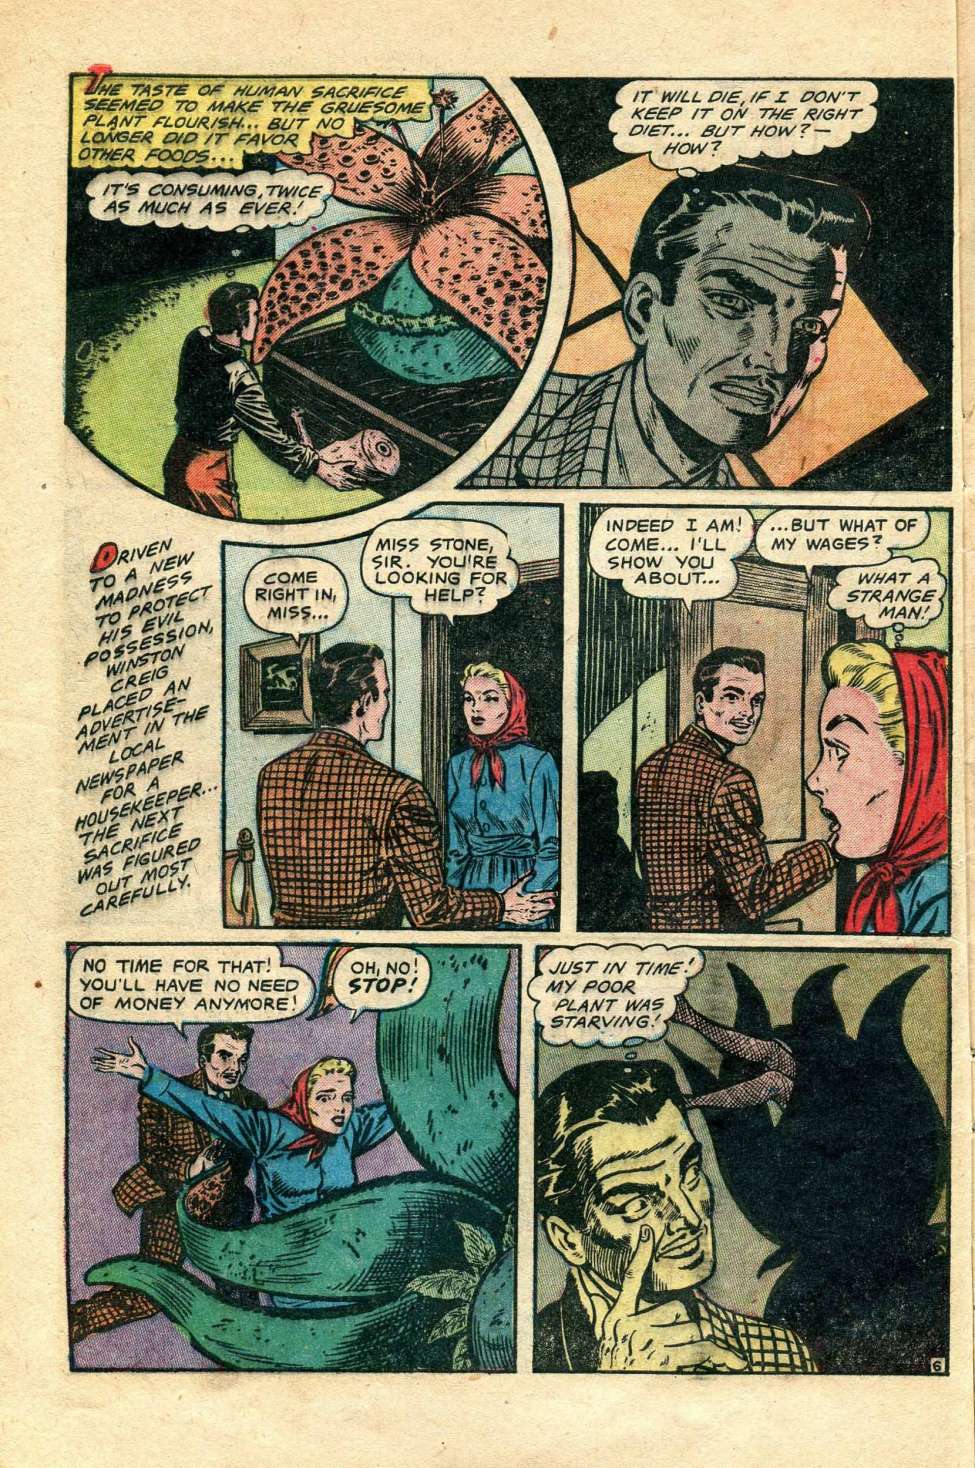 THE TASTE OF HUMAN SACRIFICE
SEEMED TO MAKE THE GRUESOME
PLANT FLOURISH... BUT NO
LONGER DID IT FAVOR
OTHER FOODS...
IT'S CONSUMING, TWICE
AS MUCH AS EVER!
IT WILL DIE, IF I DON'T
KEEP IT ON THE RIGHT
DIET... BUT HOW?—
HOW?
DRIVEN
TO A NEW
MADNESS
TO PROTECT
HIS EVIL
POSSESSION,
WINSTON
CREIG
PLACED AN
ADVERTISE-
MENT IN THE
LOCAL
NEWSPAPER
FOR A
HOUSEKEEPER...
THE NEXT
SACRIFICE
WAS FIGURED
OUT MOST
CAREFULLY.
COME
RIGHT IN,
MISS...
MISS STONE,
SIR. YOU'RE
LOOKING FOR
HELP?
INDEED I AM!
COME... I'LL
SHOW YOU
ABOUT...
...BUT WHAT OF
MY WAGES?
WHAT A
STRANGE
MAN!
NO TIME FOR THAT!
YOU'LL HAVE NO NEED
OF MONEY ANYMORE!
OH, NO!
STOP!
JUST IN TIME!
MY POOR
PLANT WAS
STARVING!
6